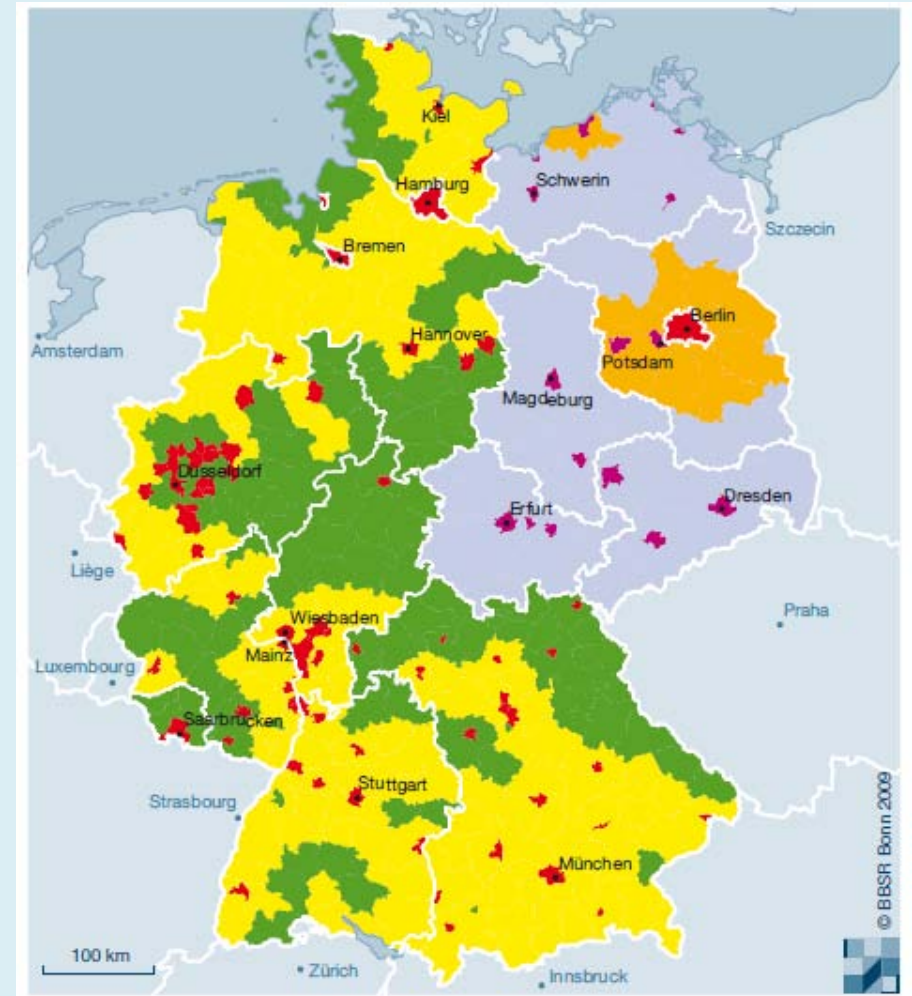 Kiel
Hamburg
Schwerin
Szczecin
Bremen
Amsterdam
Hannover
Berlin
Potsdam
Magdeburg
Düsseldorf
Erfurt
Dresden
Liège
Praha
Wiesbaden
Mainz
Luxembourg
Saarbrücken
Strasbourg
Stuttgart
München
© BBSR Bonn 2009
100 km
Zürich
Innsbruck